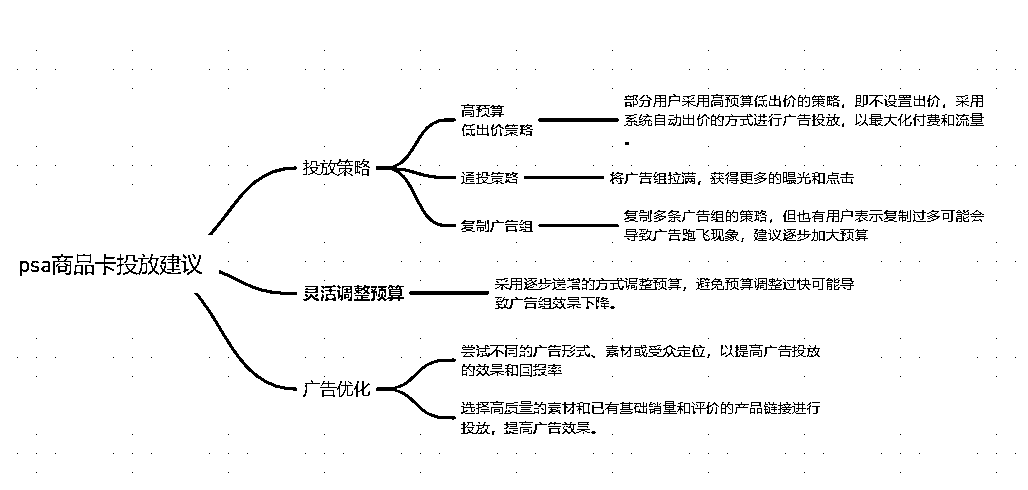 psa商品卡投放建议
投放策略
高预算
低出价策略
部分用户采用高预算低出价的策略，即不设置出价，采用
系统自动出价的方式进行广告投放，以最大化付费和流量
。
通投策略
将广告组拉满，获得更多的曝光和点击
复制广告组
复制多条广告组的策略，但也有用户表示复制过多可能会
导致广告跑飞现象，建议逐步加大预算
灵活调整预算
采用逐步递增的方式调整预算，避免预算调整过快可能导
致广告组效果下降。
广告优化
尝试不同的广告形式、素材或受众定位，以提高广告投放
的效果和回报率
选择高质量的素材和已有基础销量和评价的产品链接进行
投放，提高广告效果。